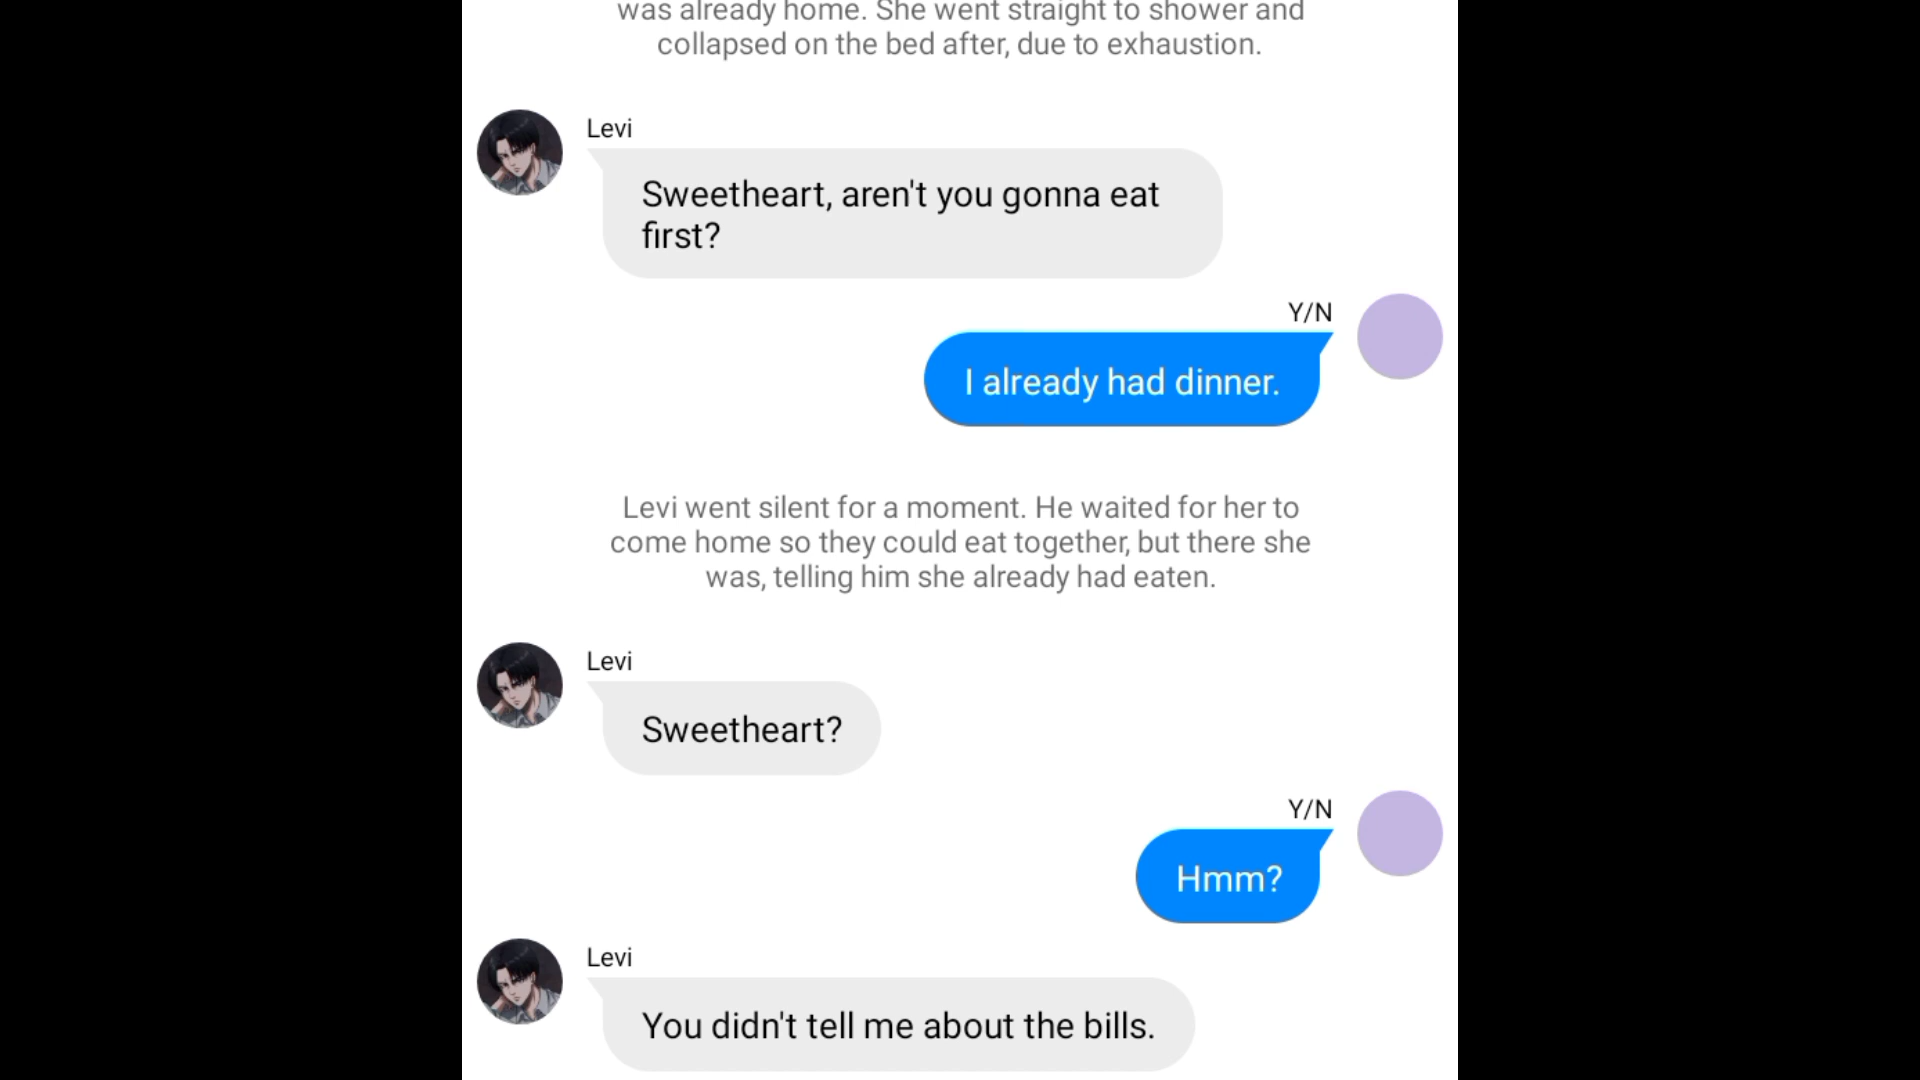 was already home. She went straight to shower and
collapsed on the bed after, due to exhaustion.
Levi
Sweetheart, aren't you gonna eat
first?
Y/N
I already had dinner.
Levi went silent for a moment. He waited for her to
come home so they could eat together, but there she
was, telling him she already had eaten.
Levi
Sweetheart?
Y/N
Hmm?
Levi
You didn't tell me about the bills.